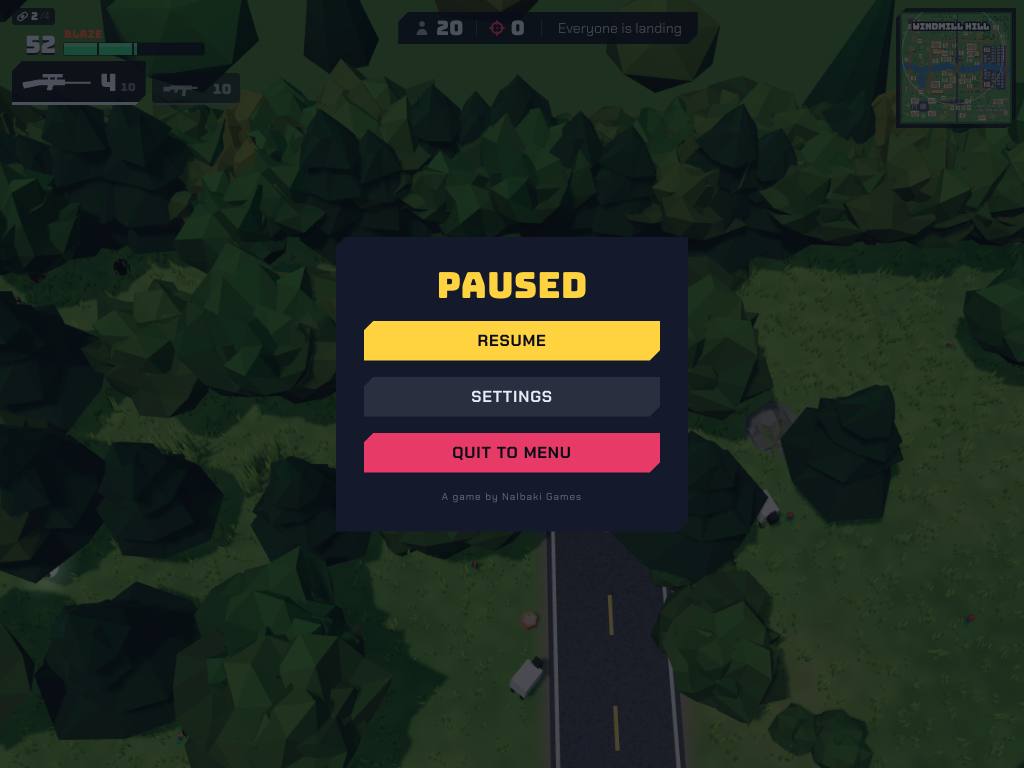 2/4
52 BLAZE
4 10
10
20 0 Everyone is landing
WINDMILL HILL
PAUSED
RESUME
SETTINGS
QUIT TO MENU
A game by Nalbaki Games